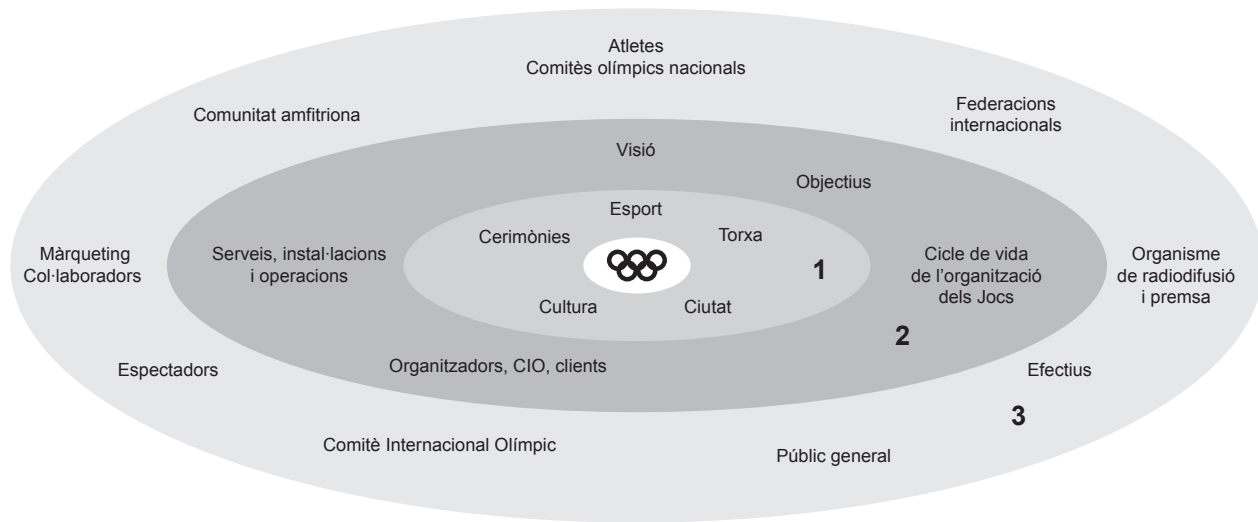 Atletes
Comitès olímpics nacionals
Comunitat amfitriona
Federacions
internacionals
Visió
Objectius
Esport
Cerimònies
Torxa
Màrqueting
Col·laboradors
Serveis, instal·lacions
i operacions
1
Cicle de vida
de l’organització
dels Jocs
Organisme
de radiodifusió
i premsa
Cultura
Ciutat
2
Espectadors
Organitzadors, CIO, clients
Efectius
3
Comitè Internacional Olímpic
Públic general